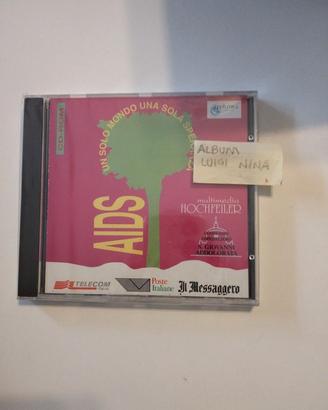 CD-ROM
UN SOLO MONDO UNA SOLA SPERANZA
ALBUM
LUIGI NINA
AIDS
multimedia
HOCHFEILER
S. GIOVANNI
ADDOLORATA
TELECOM
Poste
Italiane
Il Messaggero